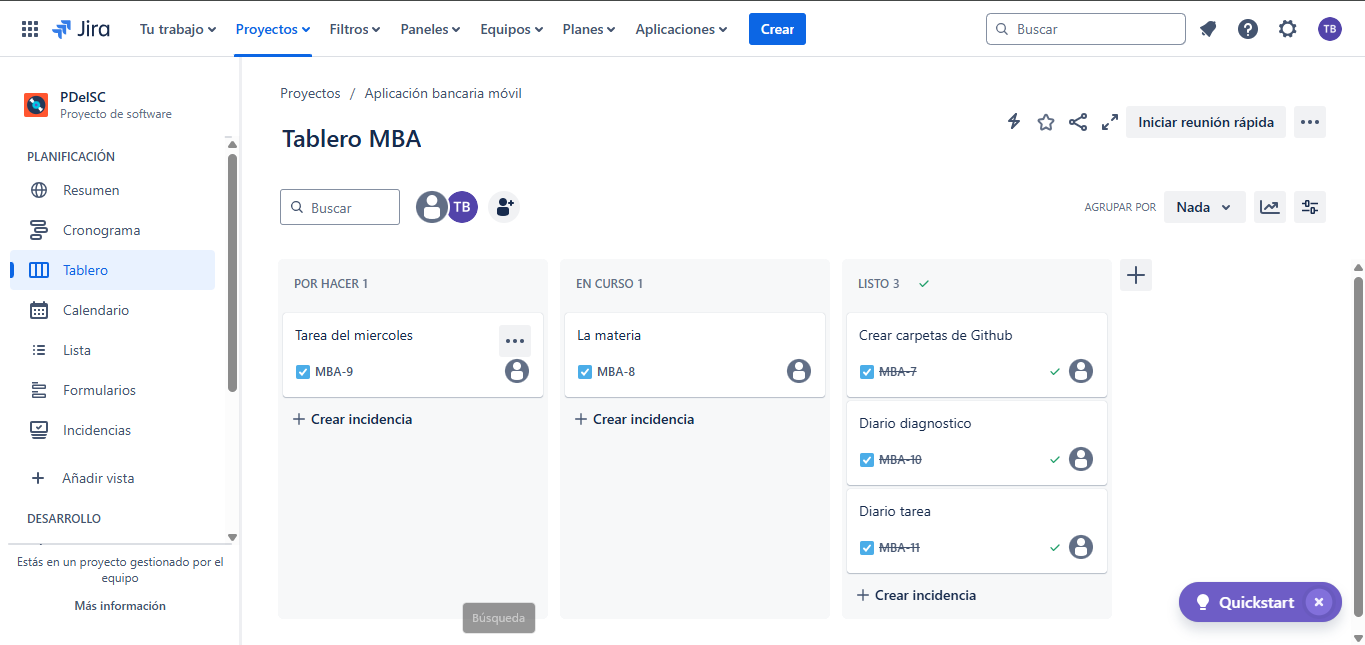 Jira Tu trabajo Proyectos Filtros Paneles Equipos Planes Aplicaciones Crear Buscar TB
PDeISC
Proyecto de software
PLANIFICACIÓN
Resumen
Cronograma
Tablero
Calendario
Lista
Formularios
Incidencias
Añadir vista
DESARROLLO
Estás en un proyecto gestionado por el
equipo
Más información
Proyectos / Aplicación bancaria móvil
Tablero MBA
Iniciar reunión rápida
Buscar TB AGRUPAR POR Nada
POR HACER 1
Tarea del miercoles
MBA-9
+ Crear incidencia
EN CURSO 1
La materia
MBA-8
+ Crear incidencia
LISTO 3
Crear carpetas de Github
MBA-7
Diario diagnostico
MBA-10
Diario tarea
MBA-11
+ Crear incidencia
Búsqueda
Quickstart